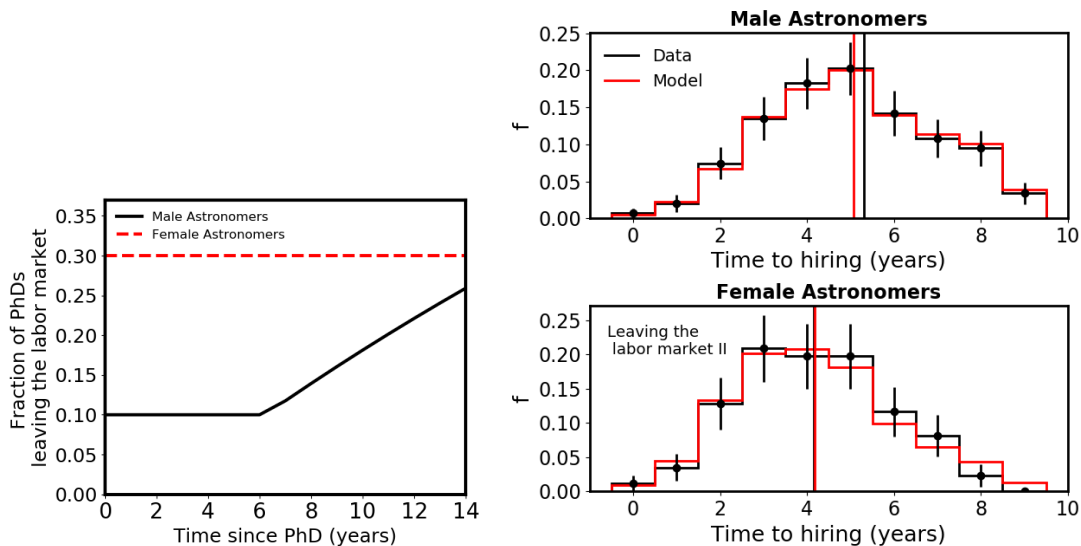 Fraction of PhDs
leaving the labor market
0.35
0.30
0.25
0.20
0.15
0.10
0.05
0.00
Male Astronomers
Female Astronomers
0 2 4 6 8 10 12 14
Time since PhD (years)
Male Astronomers
f
0.25
0.20
0.15
0.10
0.05
0.00
Data
Model
0 2 4 6 8 10
Time to hiring (years)
Female Astronomers
f
0.25
0.20
0.15
0.10
0.05
0.00
Leaving the
labor market II
0 2 4 6 8 10
Time to hiring (years)